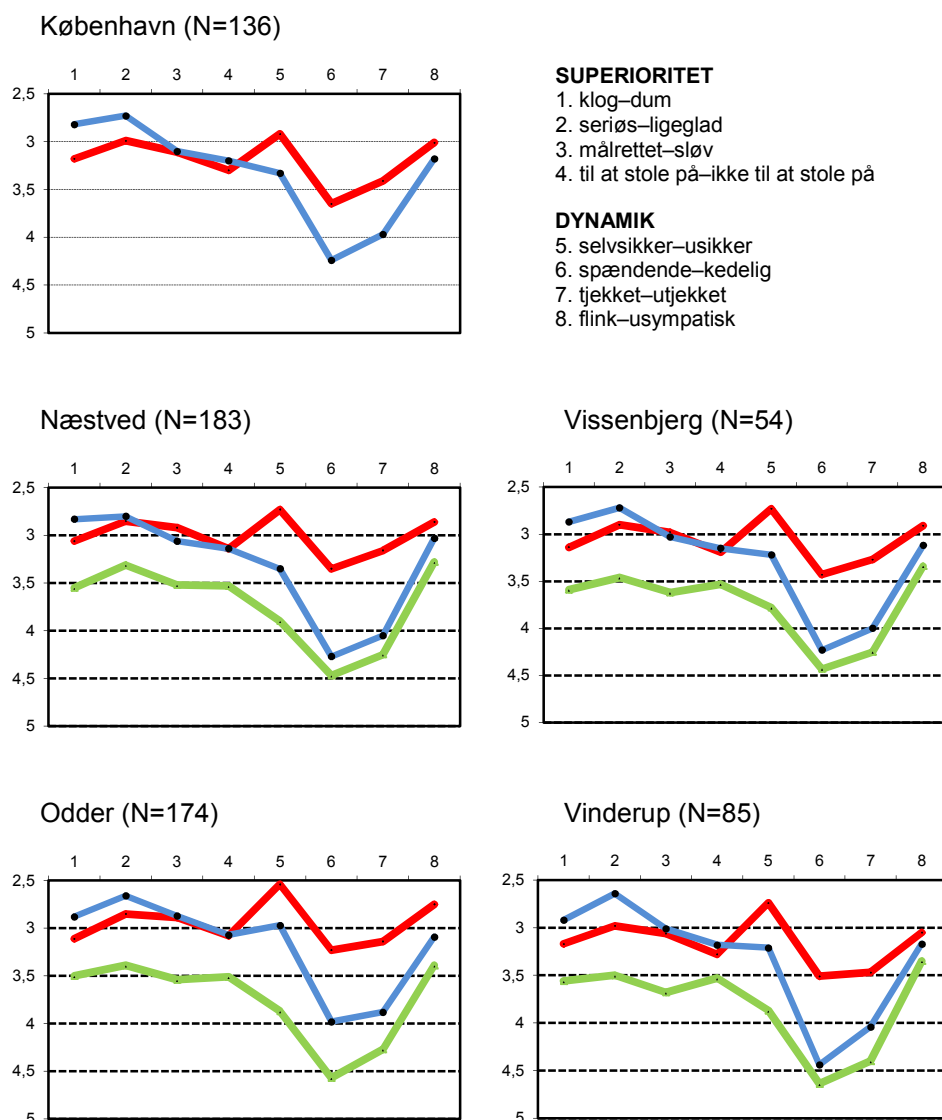 København (N=136)
1 2 3 4 5 6 7 8
2,5
3
3,5
4
4,5
5
SUPERIORITET
1. klog–dum
2. seriøs–ligeglad
3. målrettet–sløv
4. til at stole på–ikke til at stole på
DYNAMIK
5. selvsikker–usikker
6. spændende–kedelig
7. tjekket–utjekket
8. flink–usympatisk
Næstved (N=183)
1 2 3 4 5 6 7 8
2,5
3
3,5
4
4,5
5
Vissenbjerg (N=54)
1 2 3 4 5 6 7 8
2,5
3
3,5
4
4,5
5
Odder (N=174)
1 2 3 4 5 6 7 8
2,5
3
3,5
4
4,5
5
Vinderup (N=85)
1 2 3 4 5 6 7 8
2,5
3
3,5
4
4,5
5